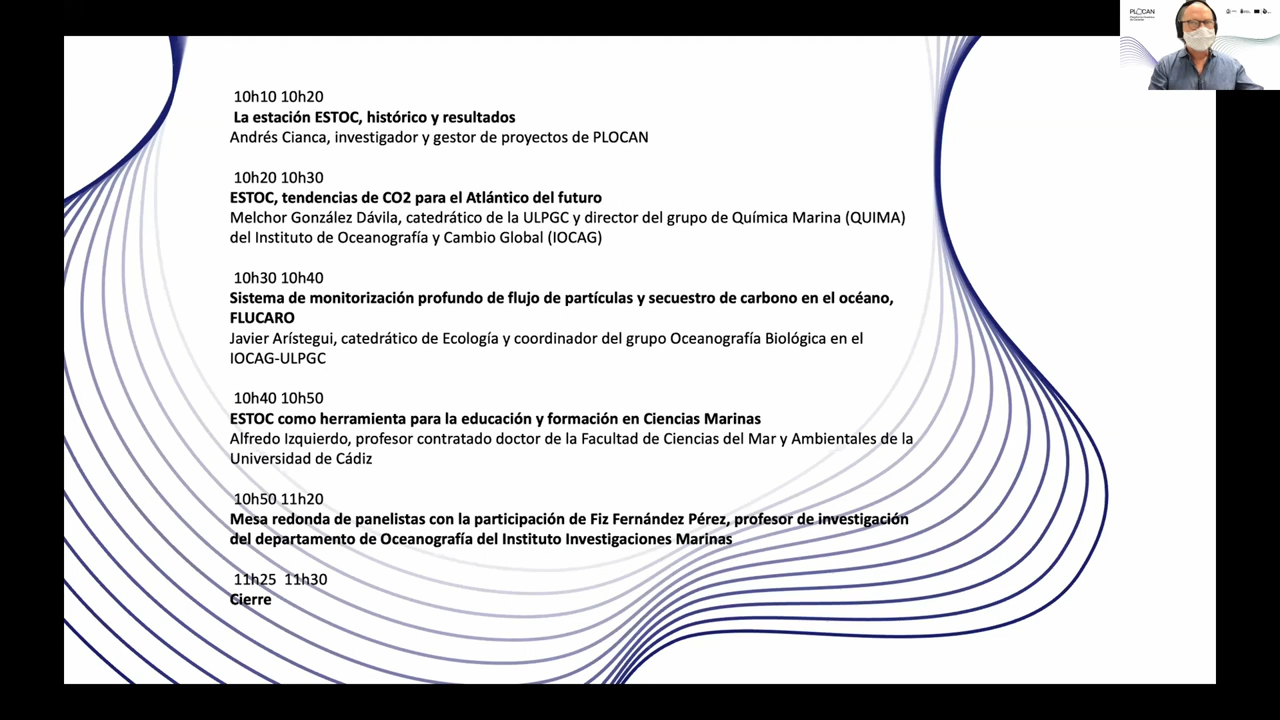 10h10 10h20
La estación ESTOC, histórico y resultados
Andrés Cianca, investigador y gestor de proyectos de PLOCAN
10h20 10h30
ESTOC, tendencias de CO2 para el Atlántico del futuro
Melchor González Dávila, catedrático de la ULPGC y director del grupo de Química Marina (QUIMA)
del Instituto de Oceanografía y Cambio Global (IOCAG)
10h30 10h40
Sistema de monitorización profundo de flujo de partículas y secuestro de carbono en el océano,
FLUCARO
Javier Arístegui, catedrático de Ecología y coordinador del grupo Oceanografía Biológica en el
IOCAG-ULPGC
10h40 10h50
ESTOC como herramienta para la educación y formación en Ciencias Marinas
Alfredo Izquierdo, profesor contratado doctor de la Facultad de Ciencias del Mar y Ambientales de la
Universidad de Cádiz
10h50 11h20
Mesa redonda de panelistas con la participación de Fiz Fernández Pérez, profesor de investigación
del departamento de Oceanografía del Instituto Investigaciones Marinas
11h25 11h30
Cierre
PLOCAN